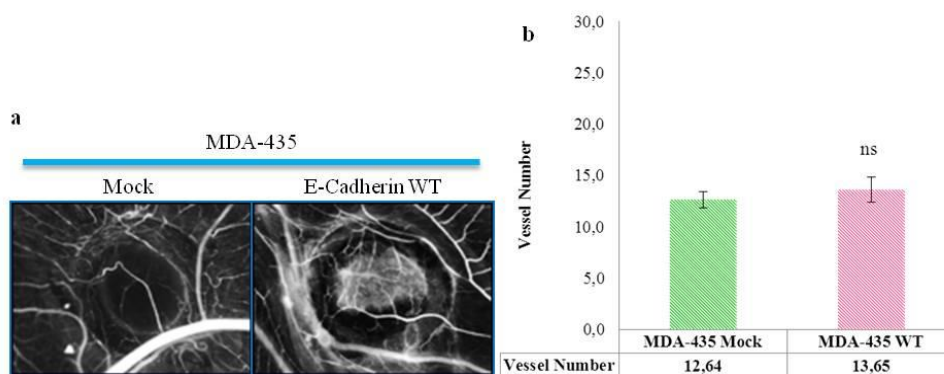 a
MDA-435
Mock
E-Cadherin WT
b
30,0
25,0
20,0
15,0
10,0
5,0
0,0
Vessel Number
ns
MDA-435 Mock
MDA-435 WT
Vessel Number
12,64
13,65